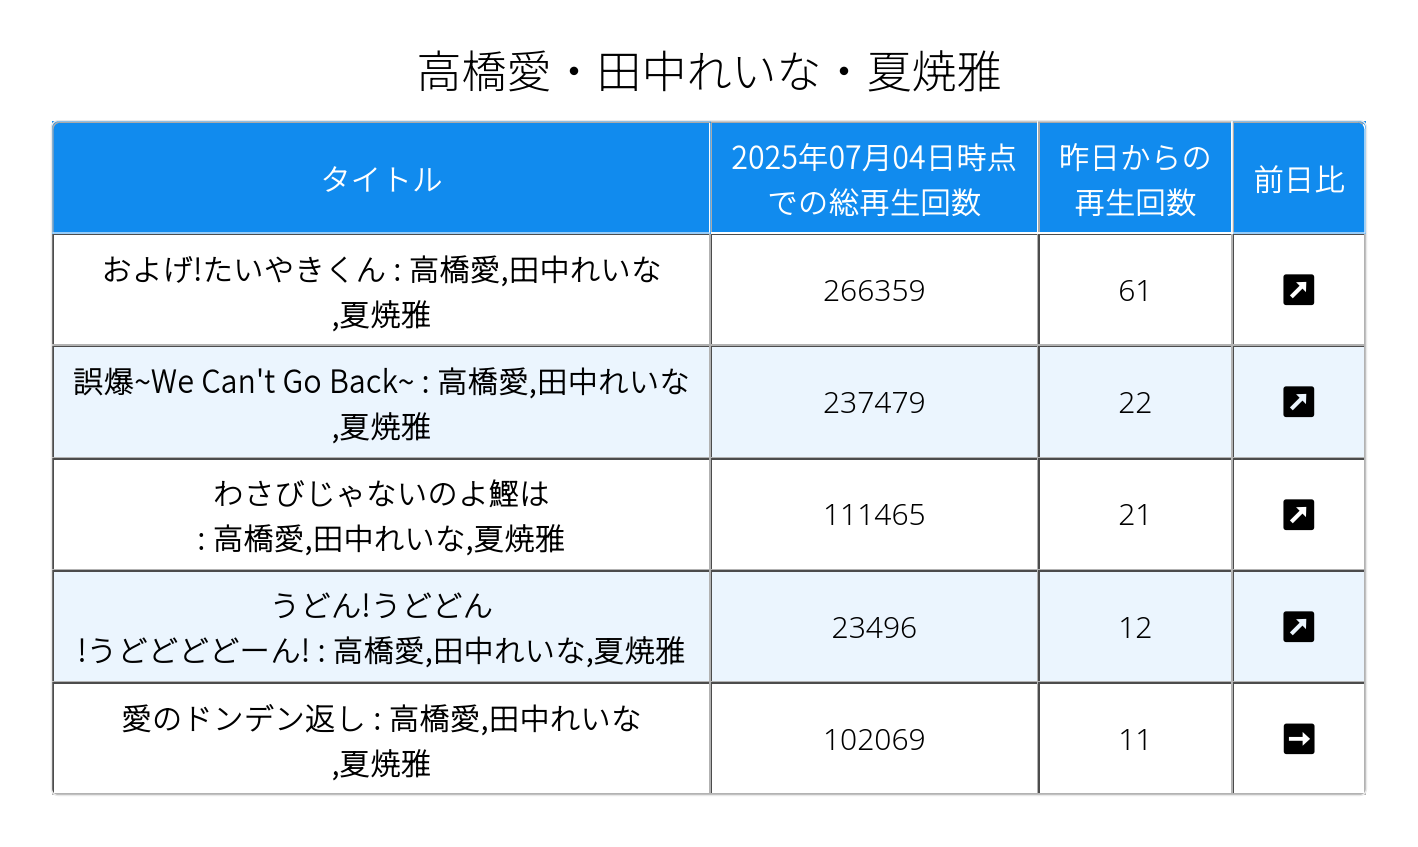 高橋愛・田中れいな・夏焼雅
タイトル
2025年07月04日時点
での総再生回数
昨日からの
再生回数
前日比
およげ!たいやきくん : 高橋愛,田中れいな
,夏焼雅
266359
61
誤爆~We Can't Go Back~ : 高橋愛,田中れいな
,夏焼雅
237479
22
わさびじゃないのよ鰹は
: 高橋愛,田中れいな,夏焼雅
111465
21
うどん!うどどん
!うどどどどーん! : 高橋愛,田中れいな,夏焼雅
23496
12
愛のドンデン返し : 高橋愛,田中れいな
,夏焼雅
102069
11